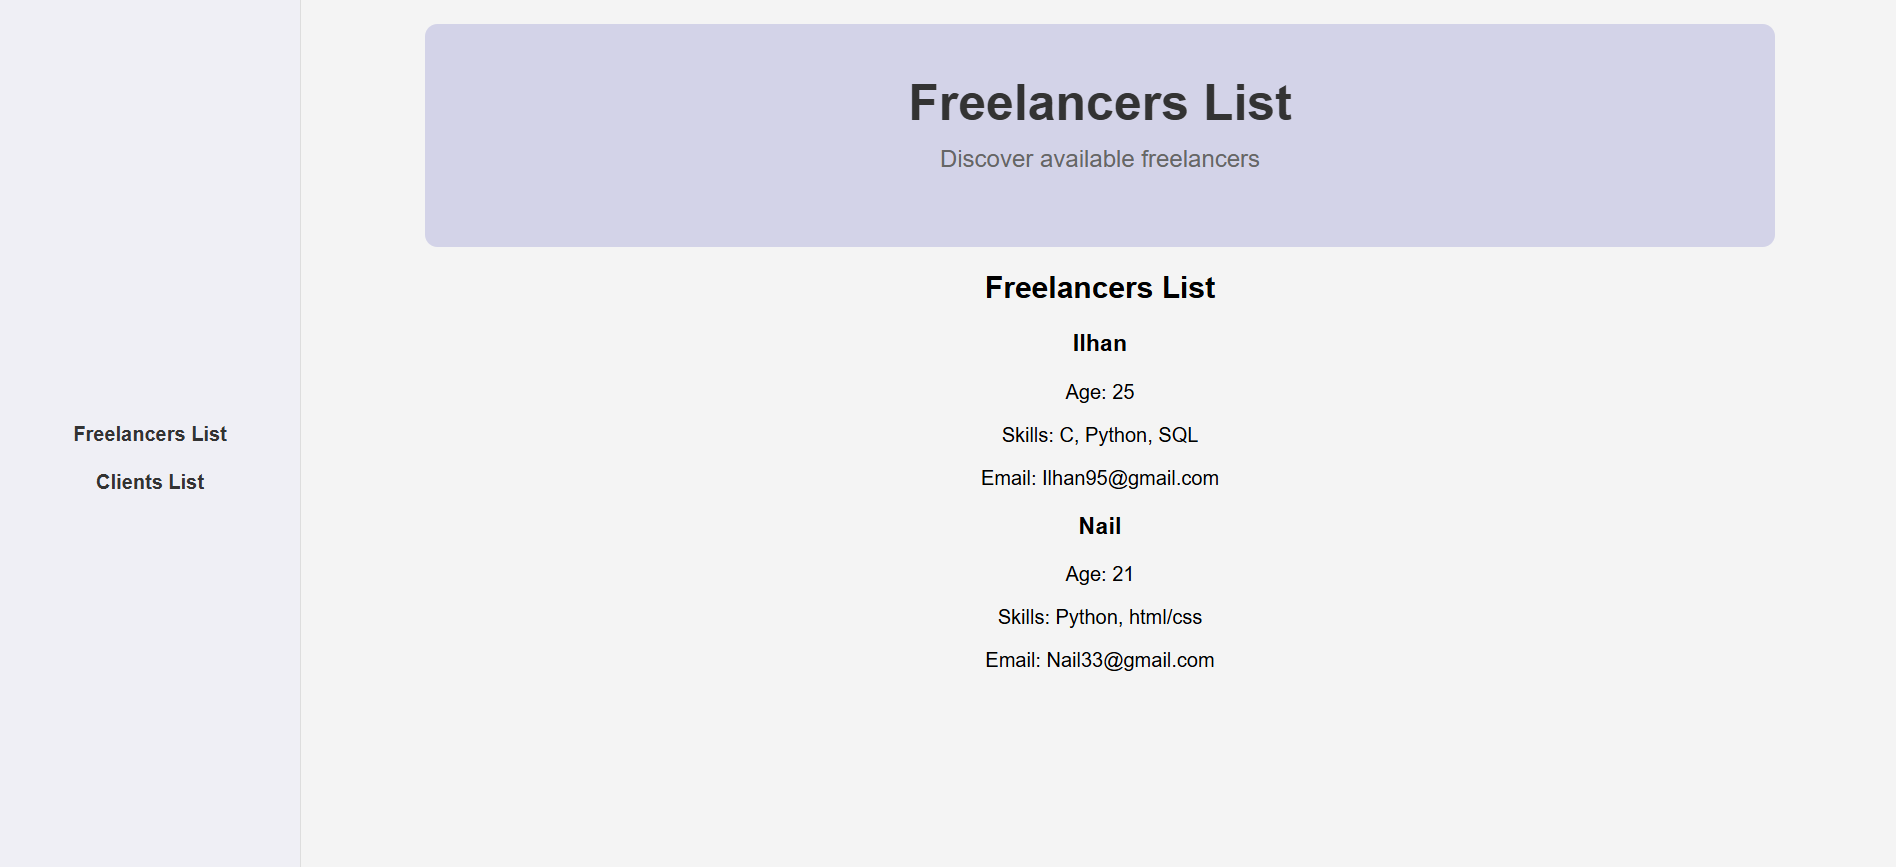 Freelancers List
Clients List
Freelancers List
Discover available freelancers
Freelancers List
Ilhan
Age: 25
Skills: C, Python, SQL
Email: Ilhan95@gmail.com
Nail
Age: 21
Skills: Python, html/css
Email: Nail33@gmail.com